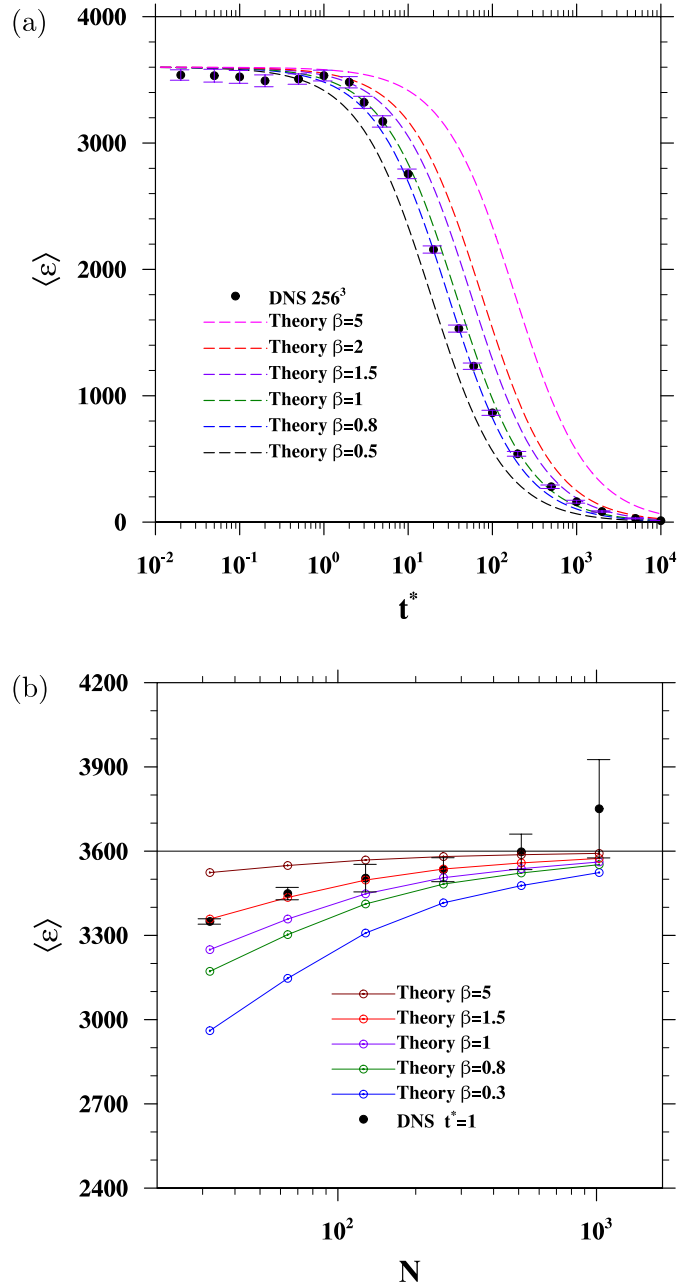 (a)
4000
3000
2000
1000
0
⟨ε⟩
DNS 256³
Theory β=5
Theory β=2
Theory β=1.5
Theory β=1
Theory β=0.8
Theory β=0.5
10⁻² 10⁻¹ 10⁰ 10¹ 10² 10³ 10⁴
t*
(b)
4200
3900
3600
3300
3000
2700
2400
⟨ε⟩
Theory β=5
Theory β=1.5
Theory β=1
Theory β=0.8
Theory β=0.3
DNS t*=1
10² 10³
N